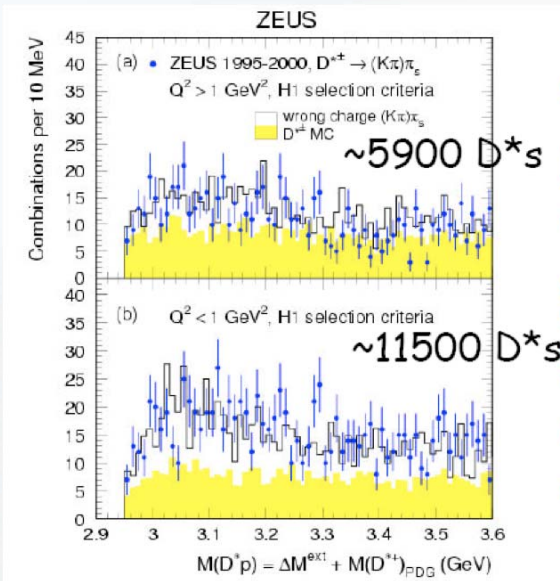 ZEUS
Combinations per 10 MeV
45
40
35
30
25
20
15
10
5
0
(a) ZEUS 1995-2000, D*± → (Kπ)πs
Q² > 1 GeV², H1 selection criteria
wrong charge (Kπ)πs
D*± MC
~5900 D*s
40
35
30
25
20
15
10
5
0
(b) Q² < 1 GeV², H1 selection criteria
~11500 D*s
2.9 3 3.1 3.2 3.3 3.4 3.5 3.6
M(D*p) = ΔM^ext + M(D*⁺)PDG (GeV)